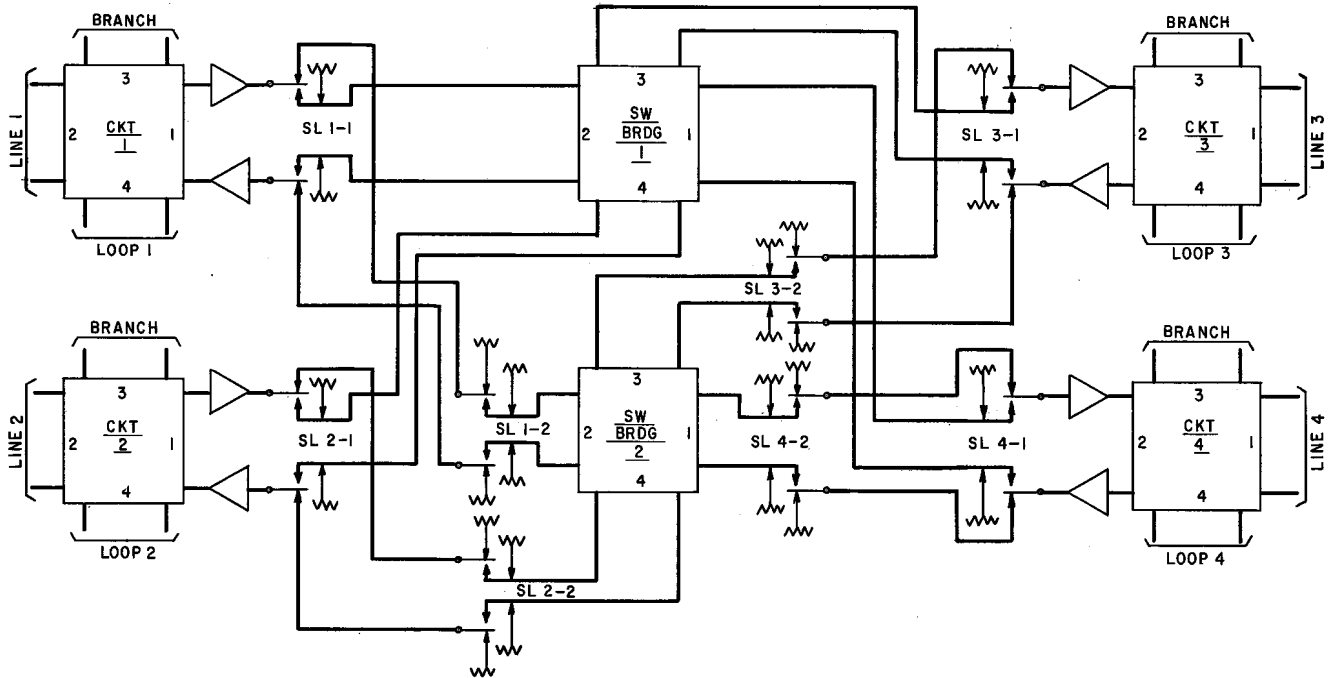 BRANCH
LINE 1
3
2
CKT
1
1
4
LOOP 1
SL 1-1
3
2
SW
BRDG
1
1
4
BRANCH
SL 3-1
3
2
CKT
3
1
4
LINE 3
LOOP 3
SL 3-2
BRANCH
LINE 2
3
2
CKT
2
1
4
LOOP 2
SL 2-1
SL 1-2
3
2
SW
BRDG
2
1
4
SL 4-2
SL 4-1
SL 2-2
BRANCH
3
2
CKT
4
1
4
LINE 4
LOOP 4